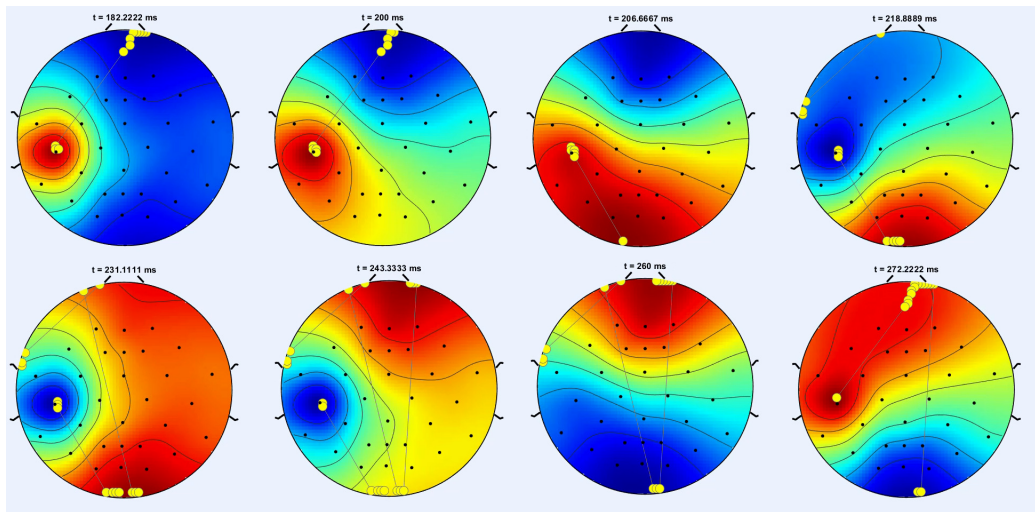 t = 182.2222 ms
t = 200 ms
t = 206.6667 ms
t = 218.8889 ms
t = 231.1111 ms
t = 243.3333 ms
t = 260 ms
t = 272.2222 ms